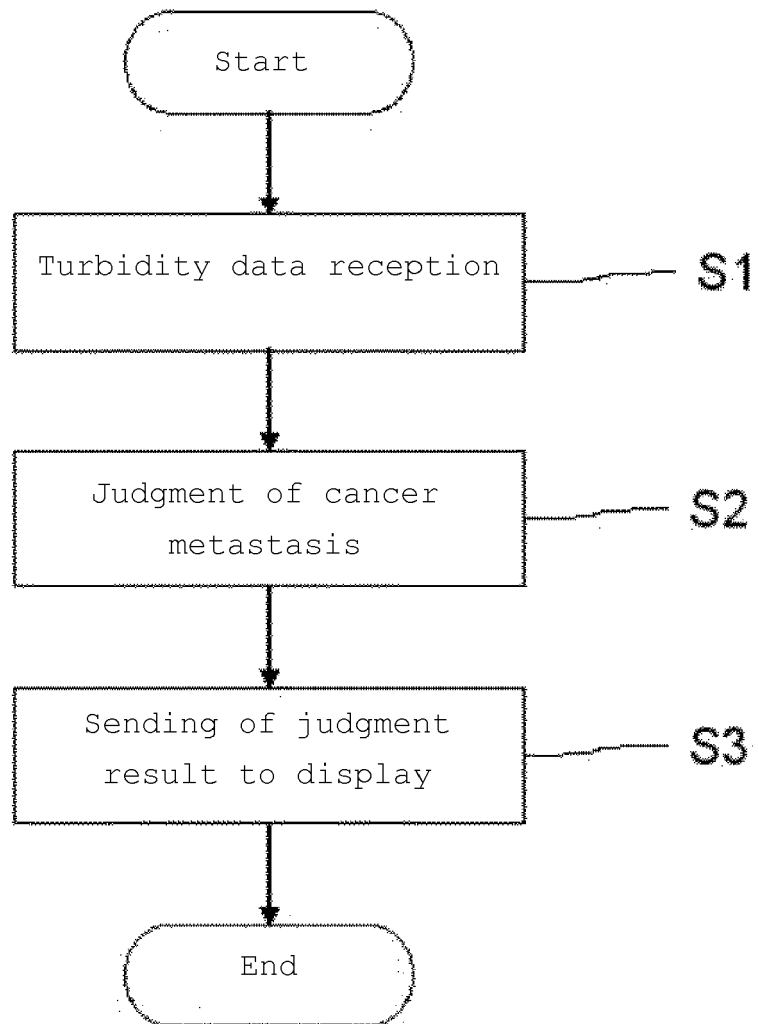 Start
Turbidity data reception
S1
Judgment of cancer
metastasis
S2
Sending of judgment
result to display
S3
End